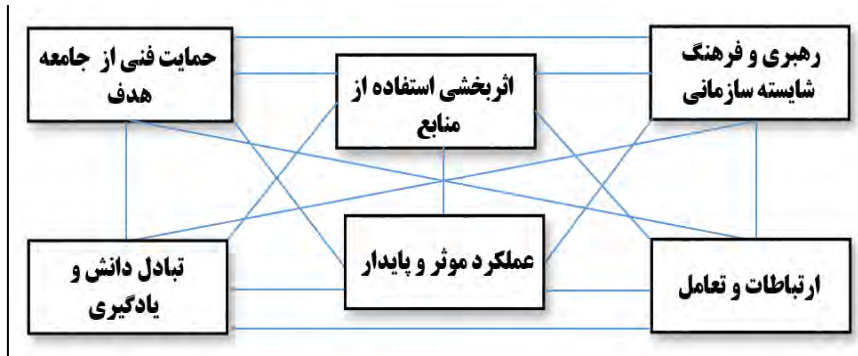 رهبری و فرهنگ
شایسته سازمانی
اثربخشی استفاده از
منابع
حمایت فنی از جامعه
هدف
ارتباطات و تعامل
عملکرد موثر و پایدار
تبادل دانش و
یادگیری